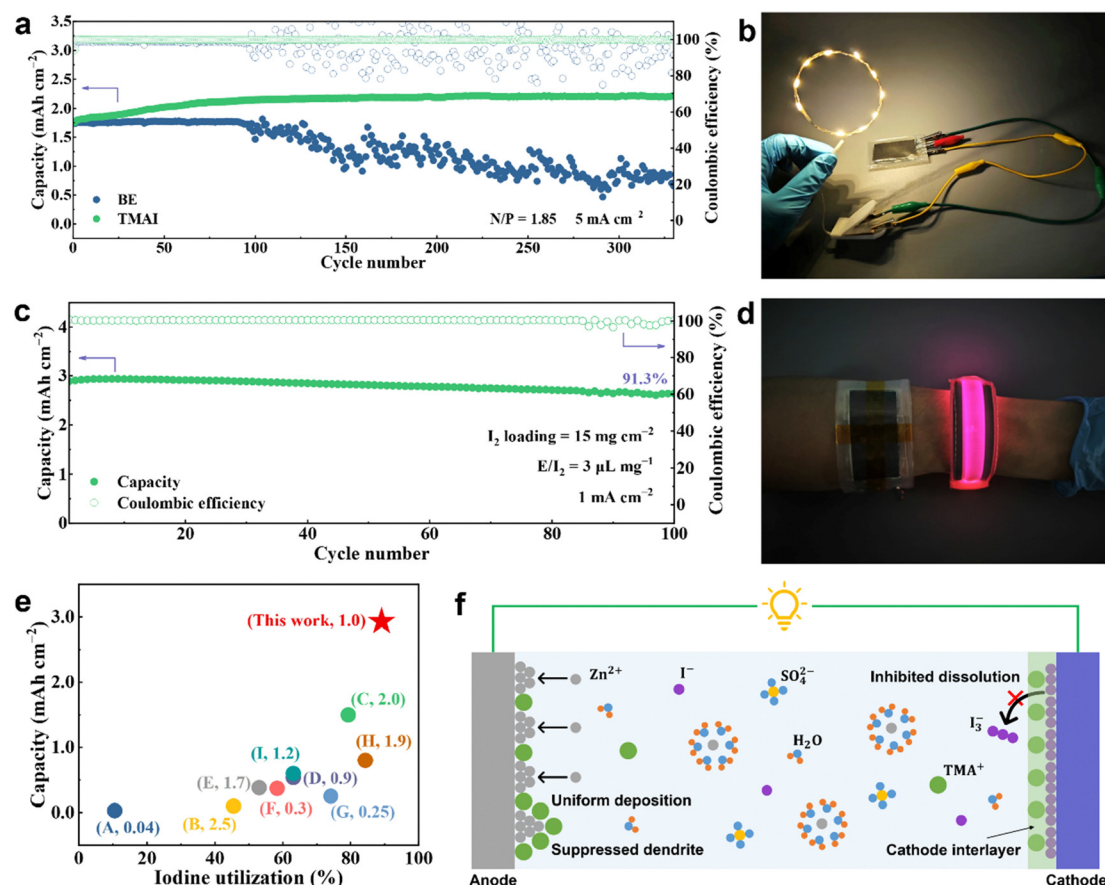 a
3.5
3.0
2.5
2.0
1.5
1.0
0.5
0.0
Capacity (mAh cm⁻²)
100
80
60
40
20
0
Coulombic efficiency (%)
BE
TMAI
N/P = 1.85 5 mA cm⁻²
0 50 100 150 200 250 300
Cycle number
b
c
4
3
2
1
0
Capacity (mAh cm⁻²)
100
80
60
40
20
0
Coulombic efficiency (%)
91.3%
I₂ loading = 15 mg cm⁻²
E/I₂ = 3 μL mg⁻¹
1 mA cm⁻²
Capacity
Coulombic efficiency
20 40 60 80 100
Cycle number
d
e
3.0
2.0
1.0
0.0
Capacity (mAh cm⁻²)
(This work, 1.0)
(C, 2.0)
(H, 1.9)
(I, 1.2)
(E, 1.7)
(D, 0.9)
(F, 0.3)
(G, 0.25)
(A, 0.04)
(B, 2.5)
0 20 40 60 80 100
Iodine utilization (%)
f
Zn²⁺
I⁻
SO₄²⁻
Inhibited dissolution
I₃⁻
H₂O
TMA⁺
Uniform deposition
Suppressed dendrite
Cathode interlayer
Anode
Cathode